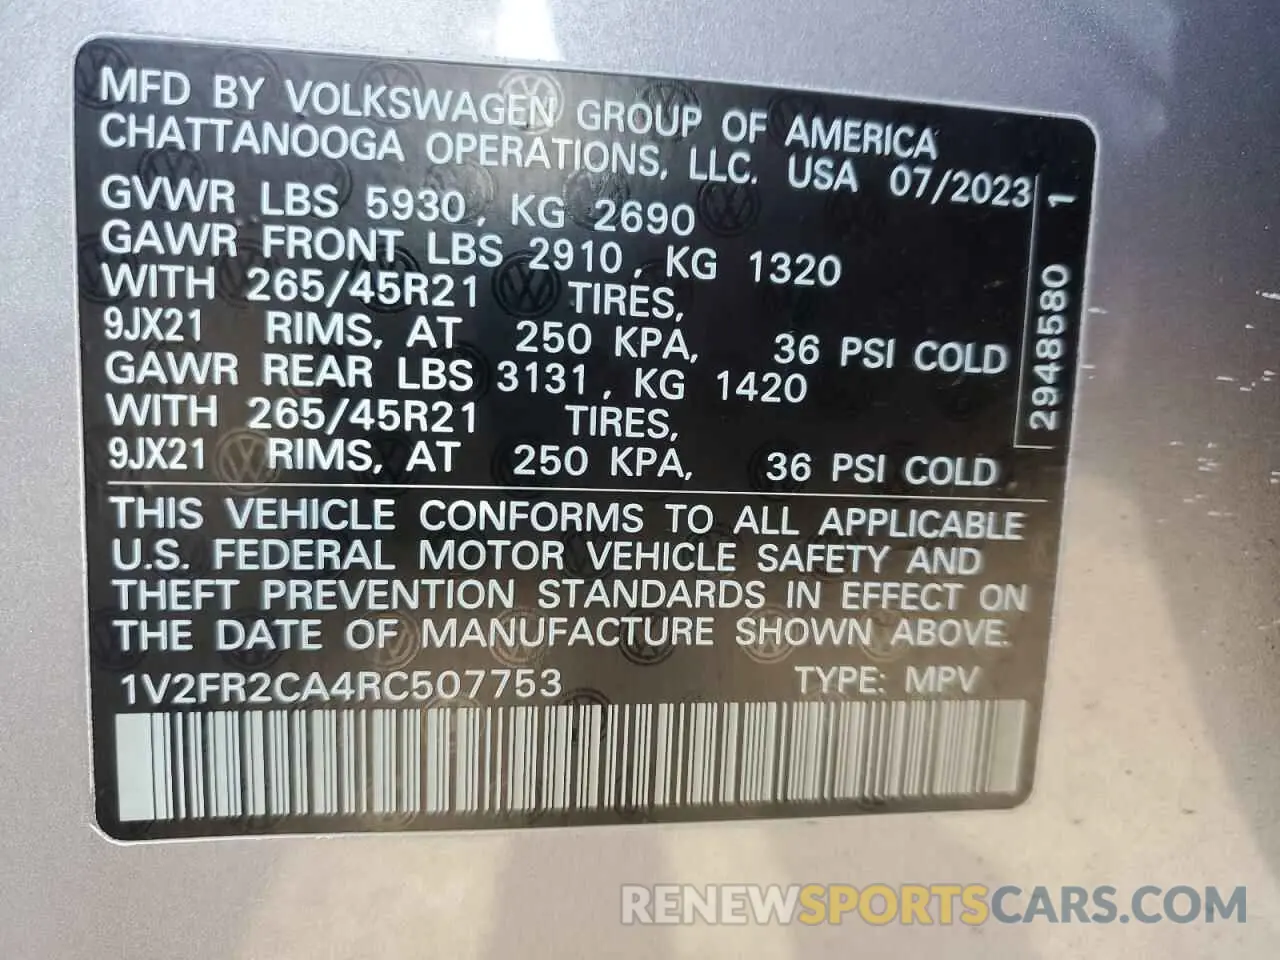 MFD BY VOLKSWAGEN GROUP OF AMERICA
CHATTANOOGA OPERATIONS, LLC. USA 07/2023
GVWR LBS 5930, KG 2690
GAWR FRONT LBS 2910, KG 1320
WITH 265/45R21 TIRES,
9JX21 RIMS, AT 250 KPA, 36 PSI COLD
GAWR REAR LBS 3131, KG 1420
WITH 265/45R21 TIRES,
9JX21 RIMS, AT 250 KPA, 36 PSI COLD
2948580 1
THIS VEHICLE CONFORMS TO ALL APPLICABLE
U.S. FEDERAL MOTOR VEHICLE SAFETY AND
THEFT PREVENTION STANDARDS IN EFFECT ON
THE DATE OF MANUFACTURE SHOWN ABOVE.
1V2FR2CA4RC507753 TYPE: MPV
RENEWSPORTSCARS.COM